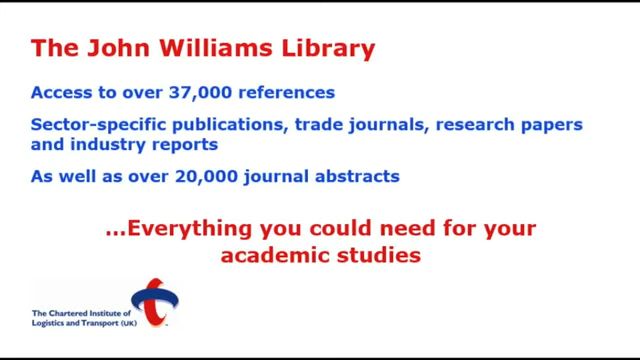 The John Williams Library
Access to over 37,000 references
Sector-specific publications, trade journals, research papers
and industry reports
As well as over 20,000 journal abstracts
...Everything you could need for your
academic studies
The Chartered Institute of
Logistics and Transport (UK)